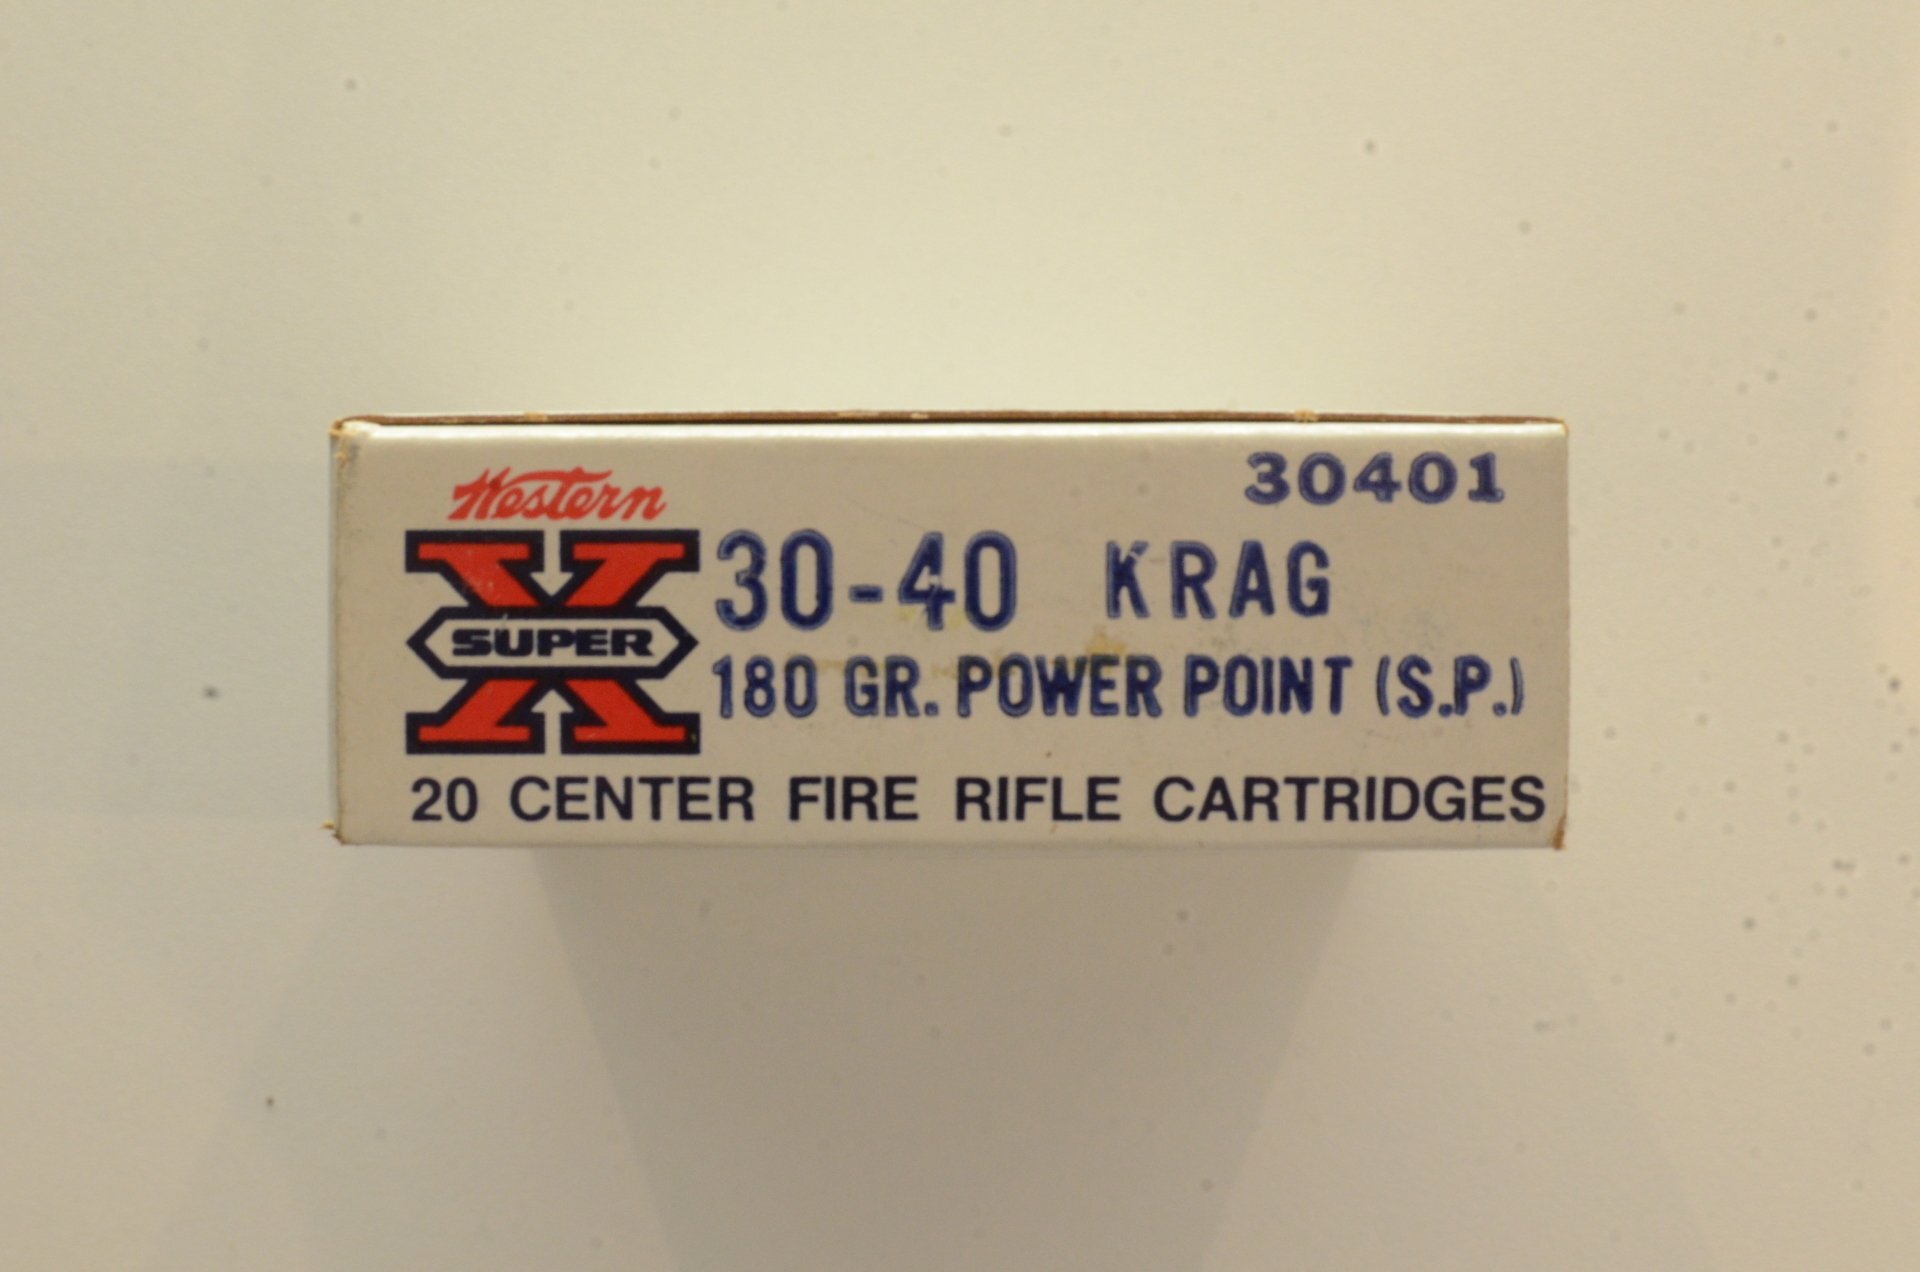 30401
Western
X
SUPER
30-40 KRAG
180 GR. POWER POINT (S.P.)
20 CENTER FIRE RIFLE CARTRIDGES